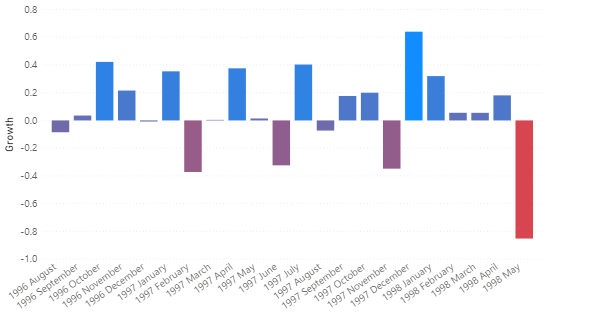 0.8
0.6
0.4
0.2
0.0
-0.2
-0.4
-0.6
-0.8
-1.0
Growth
1996 August
1996 September
1996 October
1996 November
1996 December
1997 January
1997 February
1997 March
1997 April
1997 May
1997 June
1997 July
1997 August
1997 September
1997 October
1997 November
1997 December
1998 January
1998 February
1998 March
1998 April
1998 May